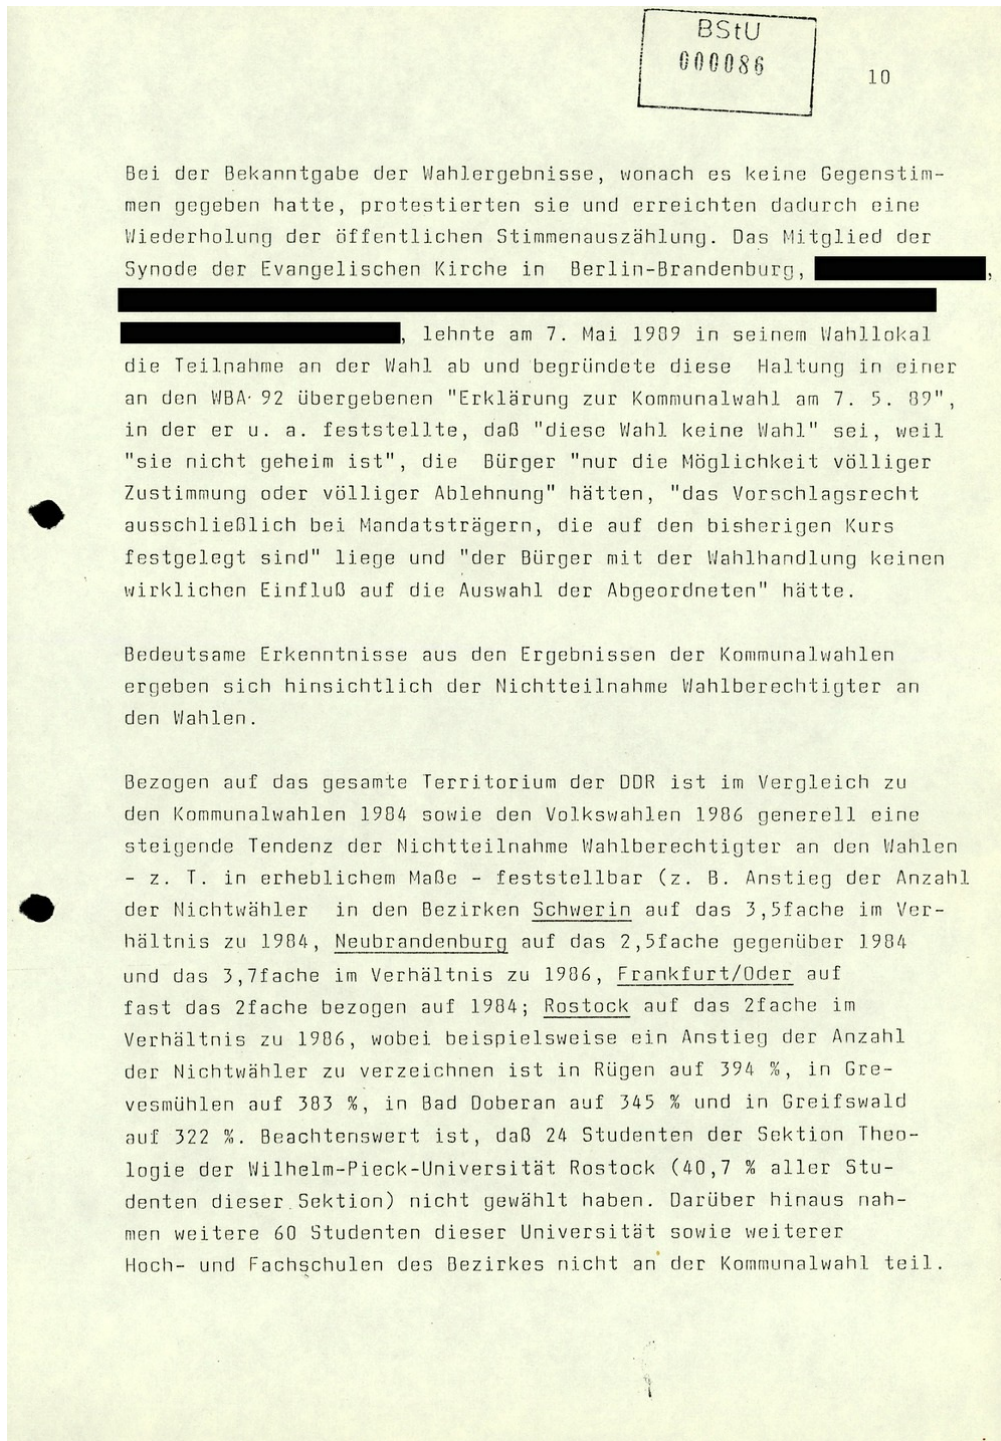 BStU
000086
10
Bei der Bekanntgabe der Wahlergebnisse, wonach es keine Gegenstim-
men gegeben hatte, protestierten sie und erreichten dadurch eine
Wiederholung der öffentlichen Stimmenauszählung. Das Mitglied der
Synode der Evangelischen Kirche in Berlin-Brandenburg, ,
, lehnte am 7. Mai 1989 in seinem Wahllokal
die Teilnahme an der Wahl ab und begründete diese Haltung in einer
an den WBA 92 übergebenen "Erklärung zur Kommunalwahl am 7. 5. 89",
in der er u. a. feststellte, daß "diese Wahl keine Wahl" sei, weil
"sie nicht geheim ist", die Bürger "nur die Möglichkeit völliger
Zustimmung oder völliger Ablehnung" hätten, "das Vorschlagsrecht
ausschließlich bei Mandatsträgern, die auf den bisherigen Kurs
festgelegt sind" liege und "der Bürger mit der Wahlhandlung keinen
wirklichen Einfluß auf die Auswahl der Abgeordneten" hätte.
Bedeutsame Erkenntnisse aus den Ergebnissen der Kommunalwahlen
ergeben sich hinsichtlich der Nichtteilnahme Wahlberechtigter an
den Wahlen.
Bezogen auf das gesamte Territorium der DDR ist im Vergleich zu
den Kommunalwahlen 1984 sowie den Volkswahlen 1986 generell eine
steigende Tendenz der Nichtteilnahme Wahlberechtigter an den Wahlen
- z. T. in erheblichem Maße - feststellbar (z. B. Anstieg der Anzahl
der Nichtwähler in den Bezirken Schwerin auf das 3,5fache im Ver-
hältnis zu 1984, Neubrandenburg auf das 2,5fache gegenüber 1984
und das 3,7fache im Verhältnis zu 1986, Frankfurt/Oder auf
fast das 2fache bezogen auf 1984; Rostock auf das 2fache im
Verhältnis zu 1986, wobei beispielsweise ein Anstieg der Anzahl
der Nichtwähler zu verzeichnen ist in Rügen auf 394 %, in Gre-
vesmühlen auf 383 %, in Bad Doberan auf 345 % und in Greifswald
auf 322 %. Beachtenswert ist, daß 24 Studenten der Sektion Theo-
logie der Wilhelm-Pieck-Universität Rostock (40,7 % aller Stu-
denten dieser Sektion) nicht gewählt haben. Darüber hinaus nah-
men weitere 60 Studenten dieser Universität sowie weiterer
Hoch- und Fachschulen des Bezirkes nicht an der Kommunalwahl teil.